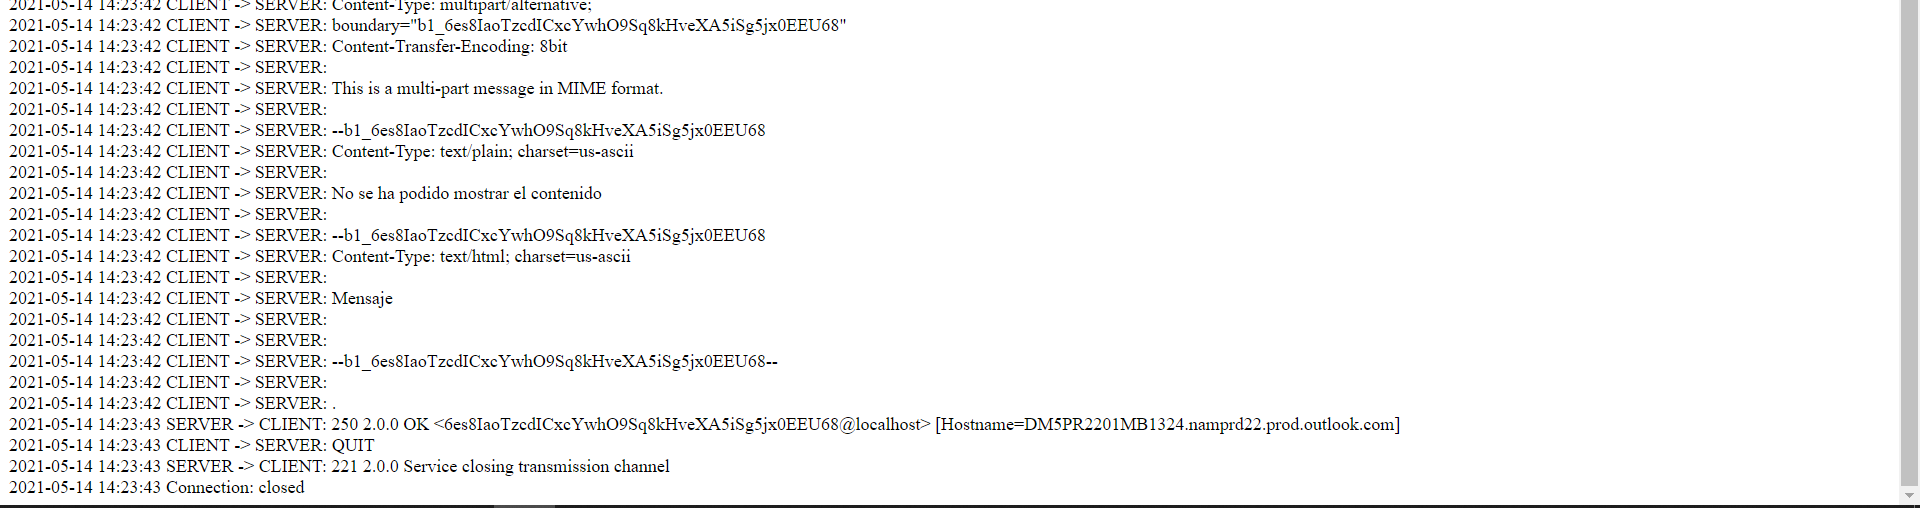 2021-05-14 14:23:42 CLIENT -> SERVER: Content-Type: multipart/alternative;
2021-05-14 14:23:42 CLIENT -> SERVER: boundary="b1_6es8IaoTzcdICxcYwhO9Sq8kHveXA5iSg5jx0EEU68"
2021-05-14 14:23:42 CLIENT -> SERVER: Content-Transfer-Encoding: 8bit
2021-05-14 14:23:42 CLIENT -> SERVER:
2021-05-14 14:23:42 CLIENT -> SERVER: This is a multi-part message in MIME format.
2021-05-14 14:23:42 CLIENT -> SERVER:
2021-05-14 14:23:42 CLIENT -> SERVER: --b1_6es8IaoTzcdICxcYwhO9Sq8kHveXA5iSg5jx0EEU68
2021-05-14 14:23:42 CLIENT -> SERVER: Content-Type: text/plain; charset=us-ascii
2021-05-14 14:23:42 CLIENT -> SERVER:
2021-05-14 14:23:42 CLIENT -> SERVER: No se ha podido mostrar el contenido
2021-05-14 14:23:42 CLIENT -> SERVER:
2021-05-14 14:23:42 CLIENT -> SERVER: --b1_6es8IaoTzcdICxcYwhO9Sq8kHveXA5iSg5jx0EEU68
2021-05-14 14:23:42 CLIENT -> SERVER: Content-Type: text/html; charset=us-ascii
2021-05-14 14:23:42 CLIENT -> SERVER:
2021-05-14 14:23:42 CLIENT -> SERVER: Mensaje
2021-05-14 14:23:42 CLIENT -> SERVER:
2021-05-14 14:23:42 CLIENT -> SERVER:
2021-05-14 14:23:42 CLIENT -> SERVER: --b1_6es8IaoTzcdICxcYwhO9Sq8kHveXA5iSg5jx0EEU68--
2021-05-14 14:23:42 CLIENT -> SERVER:
2021-05-14 14:23:42 CLIENT -> SERVER: .
2021-05-14 14:23:43 SERVER -> CLIENT: 250 2.0.0 OK <6es8IaoTzcdICxcYwhO9Sq8kHveXA5iSg5jx0EEU68@localhost> [Hostname=DM5PR2201MB1324.namprd22.prod.outlook.com]
2021-05-14 14:23:43 CLIENT -> SERVER: QUIT
2021-05-14 14:23:43 SERVER -> CLIENT: 221 2.0.0 Service closing transmission channel
2021-05-14 14:23:43 Connection: closed